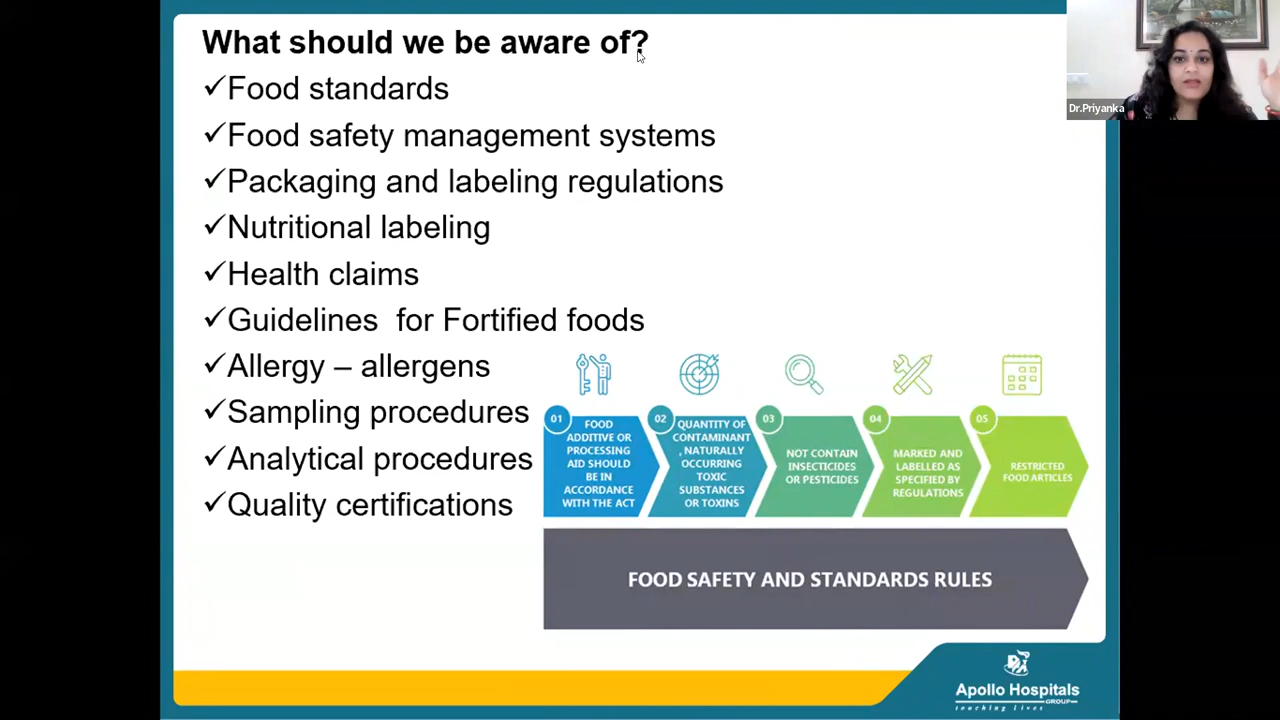 What should we be aware of?
✓Food standards
✓Food safety management systems
✓Packaging and labeling regulations
✓Nutritional labeling
✓Health claims
✓Guidelines  for Fortified foods
✓Allergy – allergens
✓Sampling procedures
✓Analytical procedures
✓Quality certifications
01
FOOD
ADDITIVE OR
PROCESSING
AID SHOULD
BE IN
ACCORDANCE
WITH THE ACT
02
QUANTITY OF
CONTAMINANT
, NATURALLY
OCCURRING
TOXIC
SUBSTANCES
OR TOXINS
03
NOT CONTAIN
INSECTICIDES
OR PESTICIDES
04
MARKED AND
LABELLED AS
SPECIFIED BY
REGULATIONS
05
RESTRICTED
FOOD ARTICLES
FOOD SAFETY AND STANDARDS RULES
Dr.Priyanka
Apollo Hospitals
GROUP
touching lives